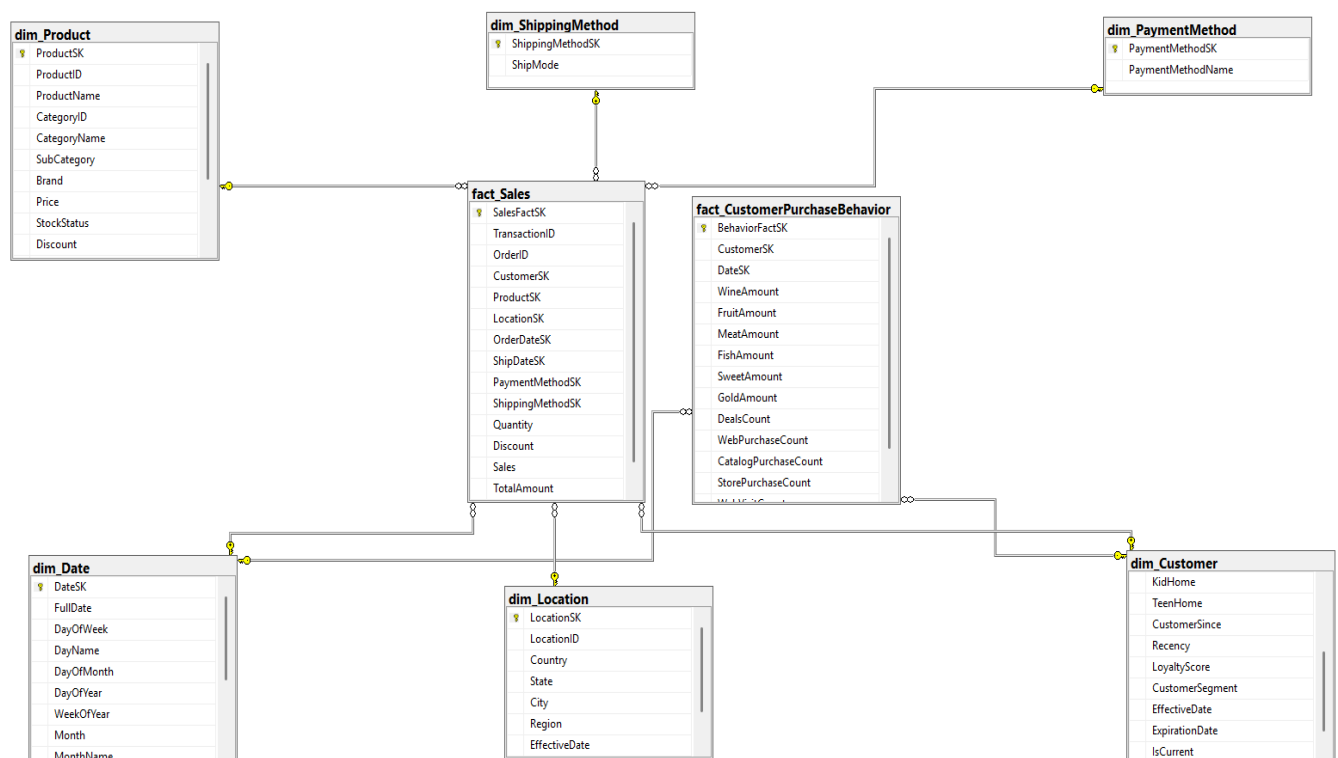 dim_Product
ProductSK
ProductID
ProductName
CategoryID
CategoryName
SubCategory
Brand
Price
StockStatus
Discount
dim_ShippingMethod
ShippingMethodSK
ShipMode
dim_PaymentMethod
PaymentMethodSK
PaymentMethodName
fact_Sales
SalesFactSK
TransactionID
OrderID
CustomerSK
ProductSK
LocationSK
OrderDateSK
ShipDateSK
PaymentMethodSK
ShippingMethodSK
Quantity
Discount
Sales
TotalAmount
fact_CustomerPurchaseBehavior
BehaviorFactSK
CustomerSK
DateSK
WineAmount
FruitAmount
MeatAmount
FishAmount
SweetAmount
GoldAmount
DealsCount
WebPurchaseCount
CatalogPurchaseCount
StorePurchaseCount
dim_Date
DateSK
FullDate
DayOfWeek
DayName
DayOfMonth
DayOfYear
WeekOfYear
Month
MonthName
dim_Location
LocationSK
LocationID
Country
State
City
Region
EffectiveDate
dim_Customer
KidHome
TeenHome
CustomerSince
Recency
LoyaltyScore
CustomerSegment
EffectiveDate
ExpirationDate
IsCurrent